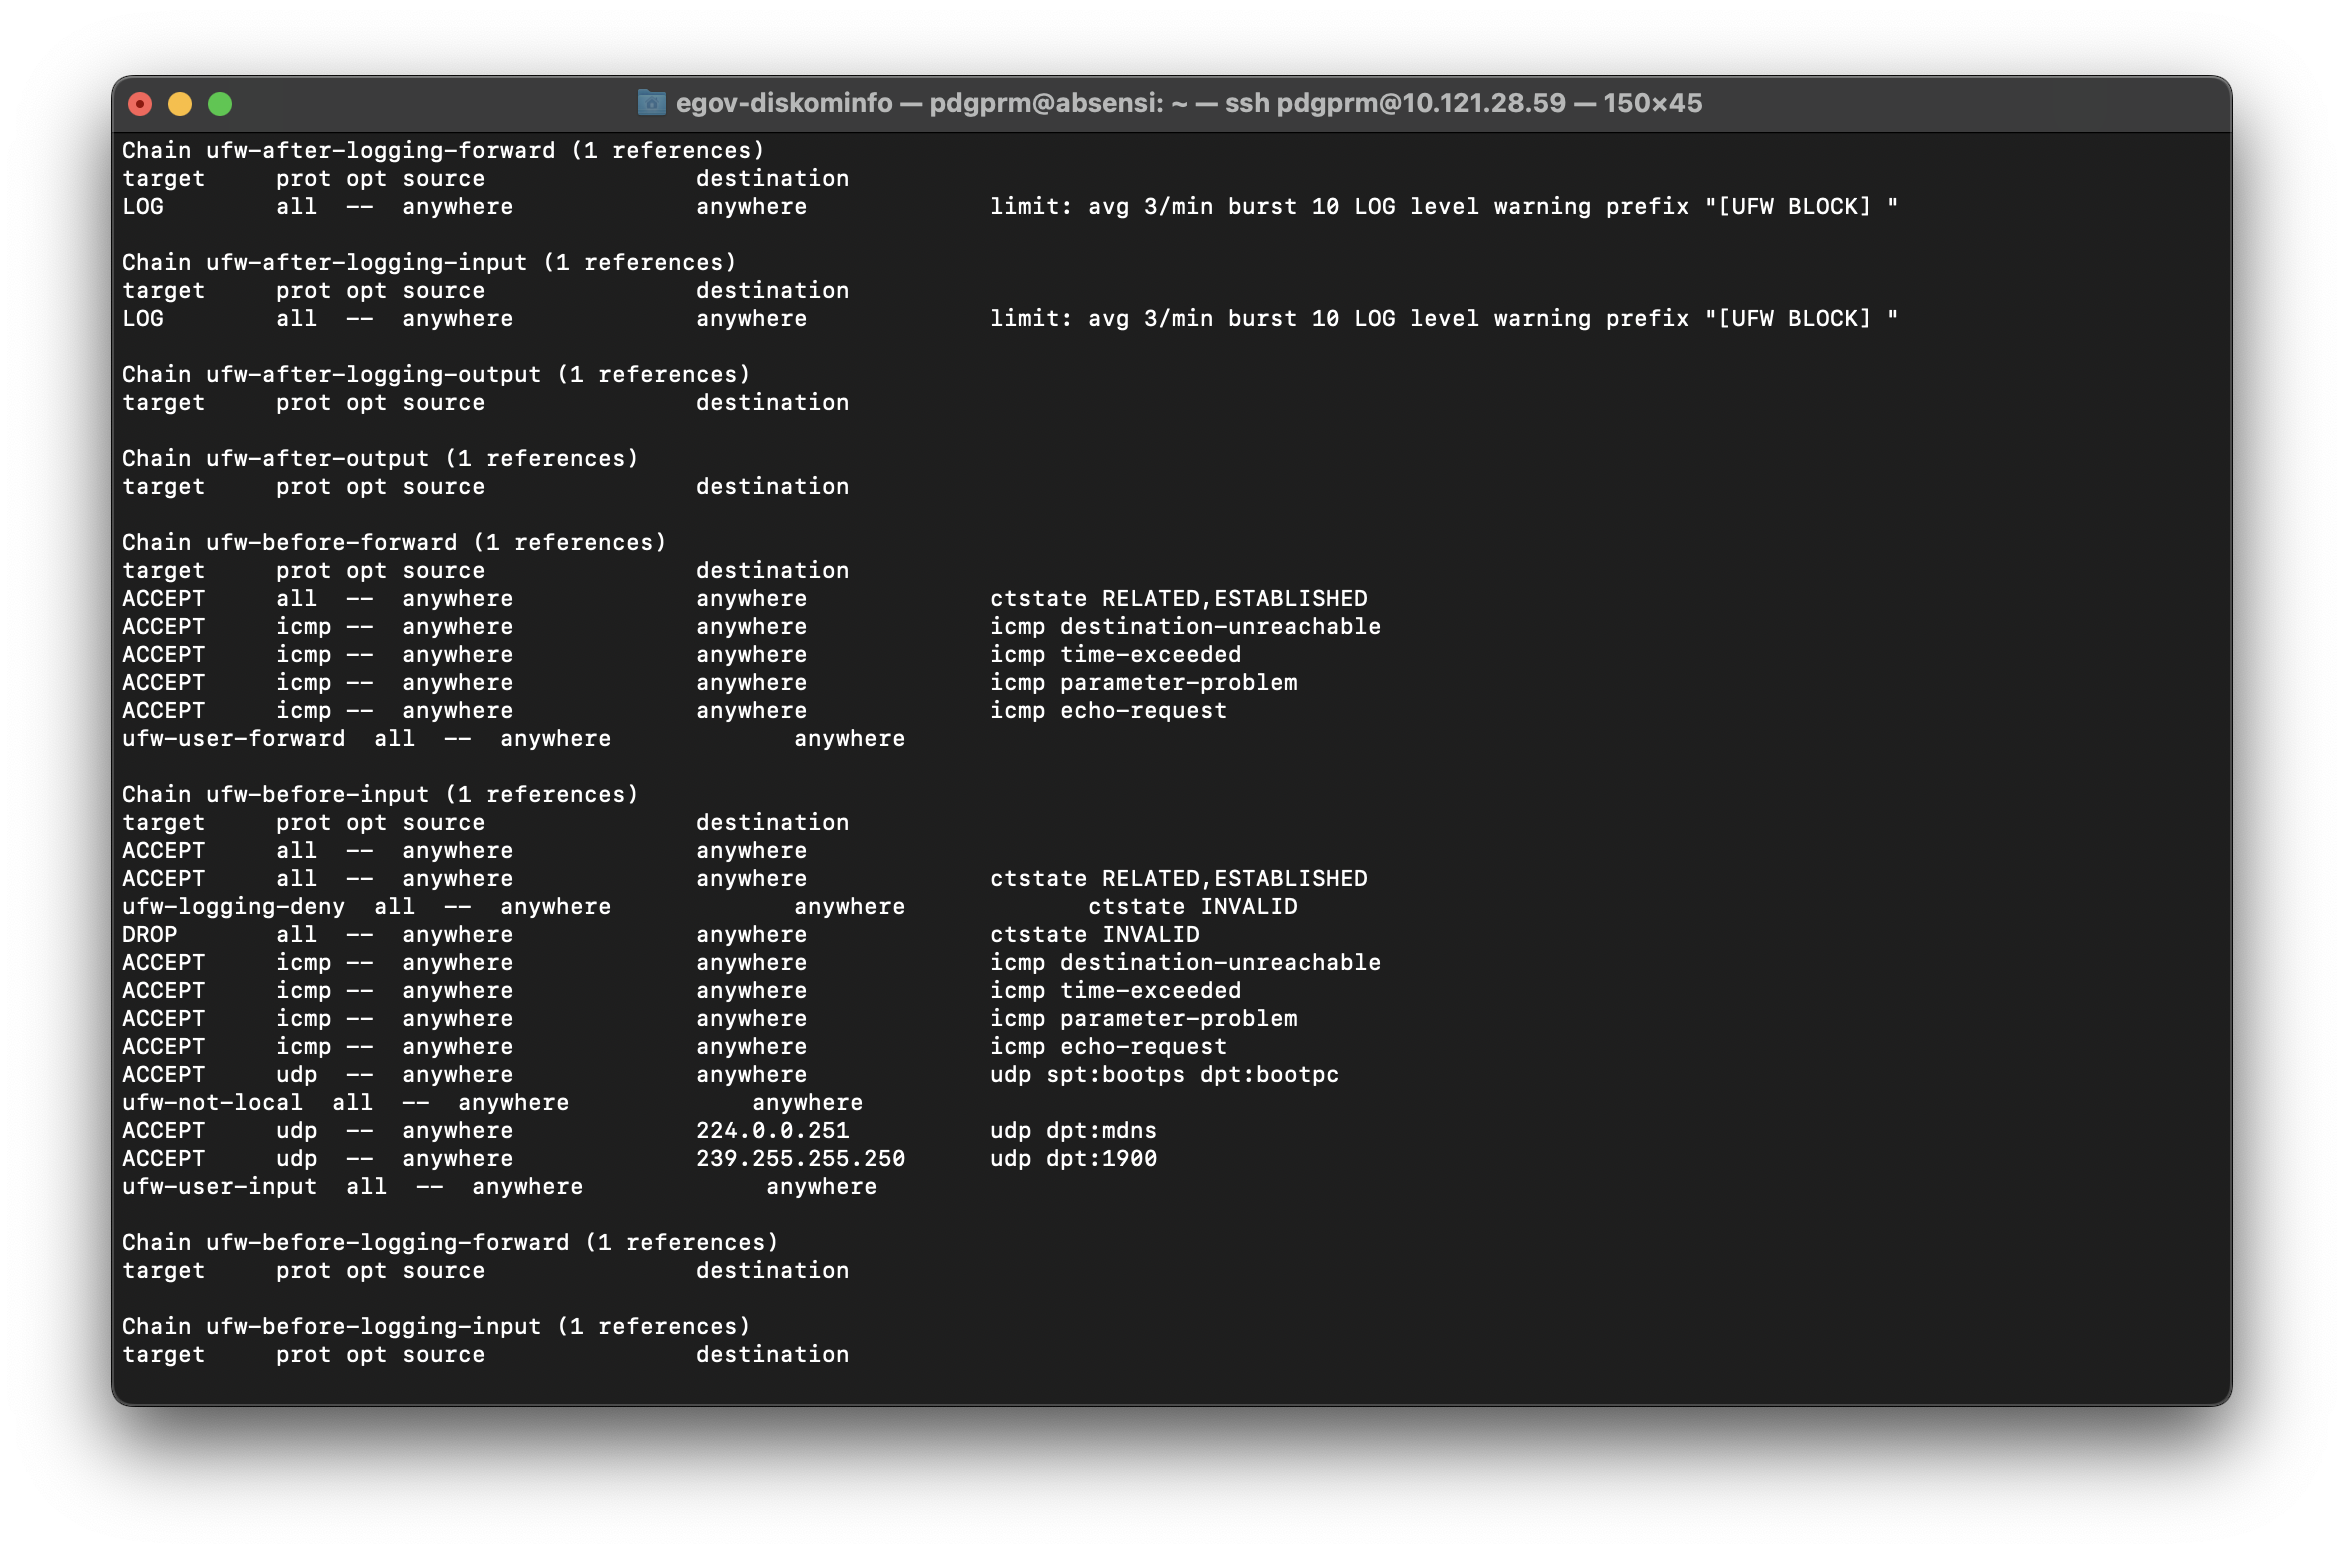 egov-diskominfo — pdgprm@absensi: ~ — ssh pdgprm@10.121.28.59 — 150×45
Chain ufw-after-logging-forward (1 references)
target     prot opt source               destination
LOG        all  --  anywhere             anywhere             limit: avg 3/min burst 10 LOG level warning prefix "[UFW BLOCK] "

Chain ufw-after-logging-input (1 references)
target     prot opt source               destination
LOG        all  --  anywhere             anywhere             limit: avg 3/min burst 10 LOG level warning prefix "[UFW BLOCK] "

Chain ufw-after-logging-output (1 references)
target     prot opt source               destination

Chain ufw-after-output (1 references)
target     prot opt source               destination

Chain ufw-before-forward (1 references)
target     prot opt source               destination
ACCEPT     all  --  anywhere             anywhere             ctstate RELATED,ESTABLISHED
ACCEPT     icmp --  anywhere             anywhere             icmp destination-unreachable
ACCEPT     icmp --  anywhere             anywhere             icmp time-exceeded
ACCEPT     icmp --  anywhere             anywhere             icmp parameter-problem
ACCEPT     icmp --  anywhere             anywhere             icmp echo-request
ufw-user-forward  all  --  anywhere             anywhere

Chain ufw-before-input (1 references)
target     prot opt source               destination
ACCEPT     all  --  anywhere             anywhere
ACCEPT     all  --  anywhere             anywhere             ctstate RELATED,ESTABLISHED
ufw-logging-deny  all  --  anywhere             anywhere             ctstate INVALID
DROP       all  --  anywhere             anywhere             ctstate INVALID
ACCEPT     icmp --  anywhere             anywhere             icmp destination-unreachable
ACCEPT     icmp --  anywhere             anywhere             icmp time-exceeded
ACCEPT     icmp --  anywhere             anywhere             icmp parameter-problem
ACCEPT     icmp --  anywhere             anywhere             icmp echo-request
ACCEPT     udp  --  anywhere             anywhere             udp spt:bootps dpt:bootpc
ufw-not-local  all  --  anywhere             anywhere
ACCEPT     udp  --  anywhere             224.0.0.251          udp dpt:mdns
ACCEPT     udp  --  anywhere             239.255.255.250      udp dpt:1900
ufw-user-input  all  --  anywhere             anywhere

Chain ufw-before-logging-forward (1 references)
target     prot opt source               destination

Chain ufw-before-logging-input (1 references)
target     prot opt source               destination